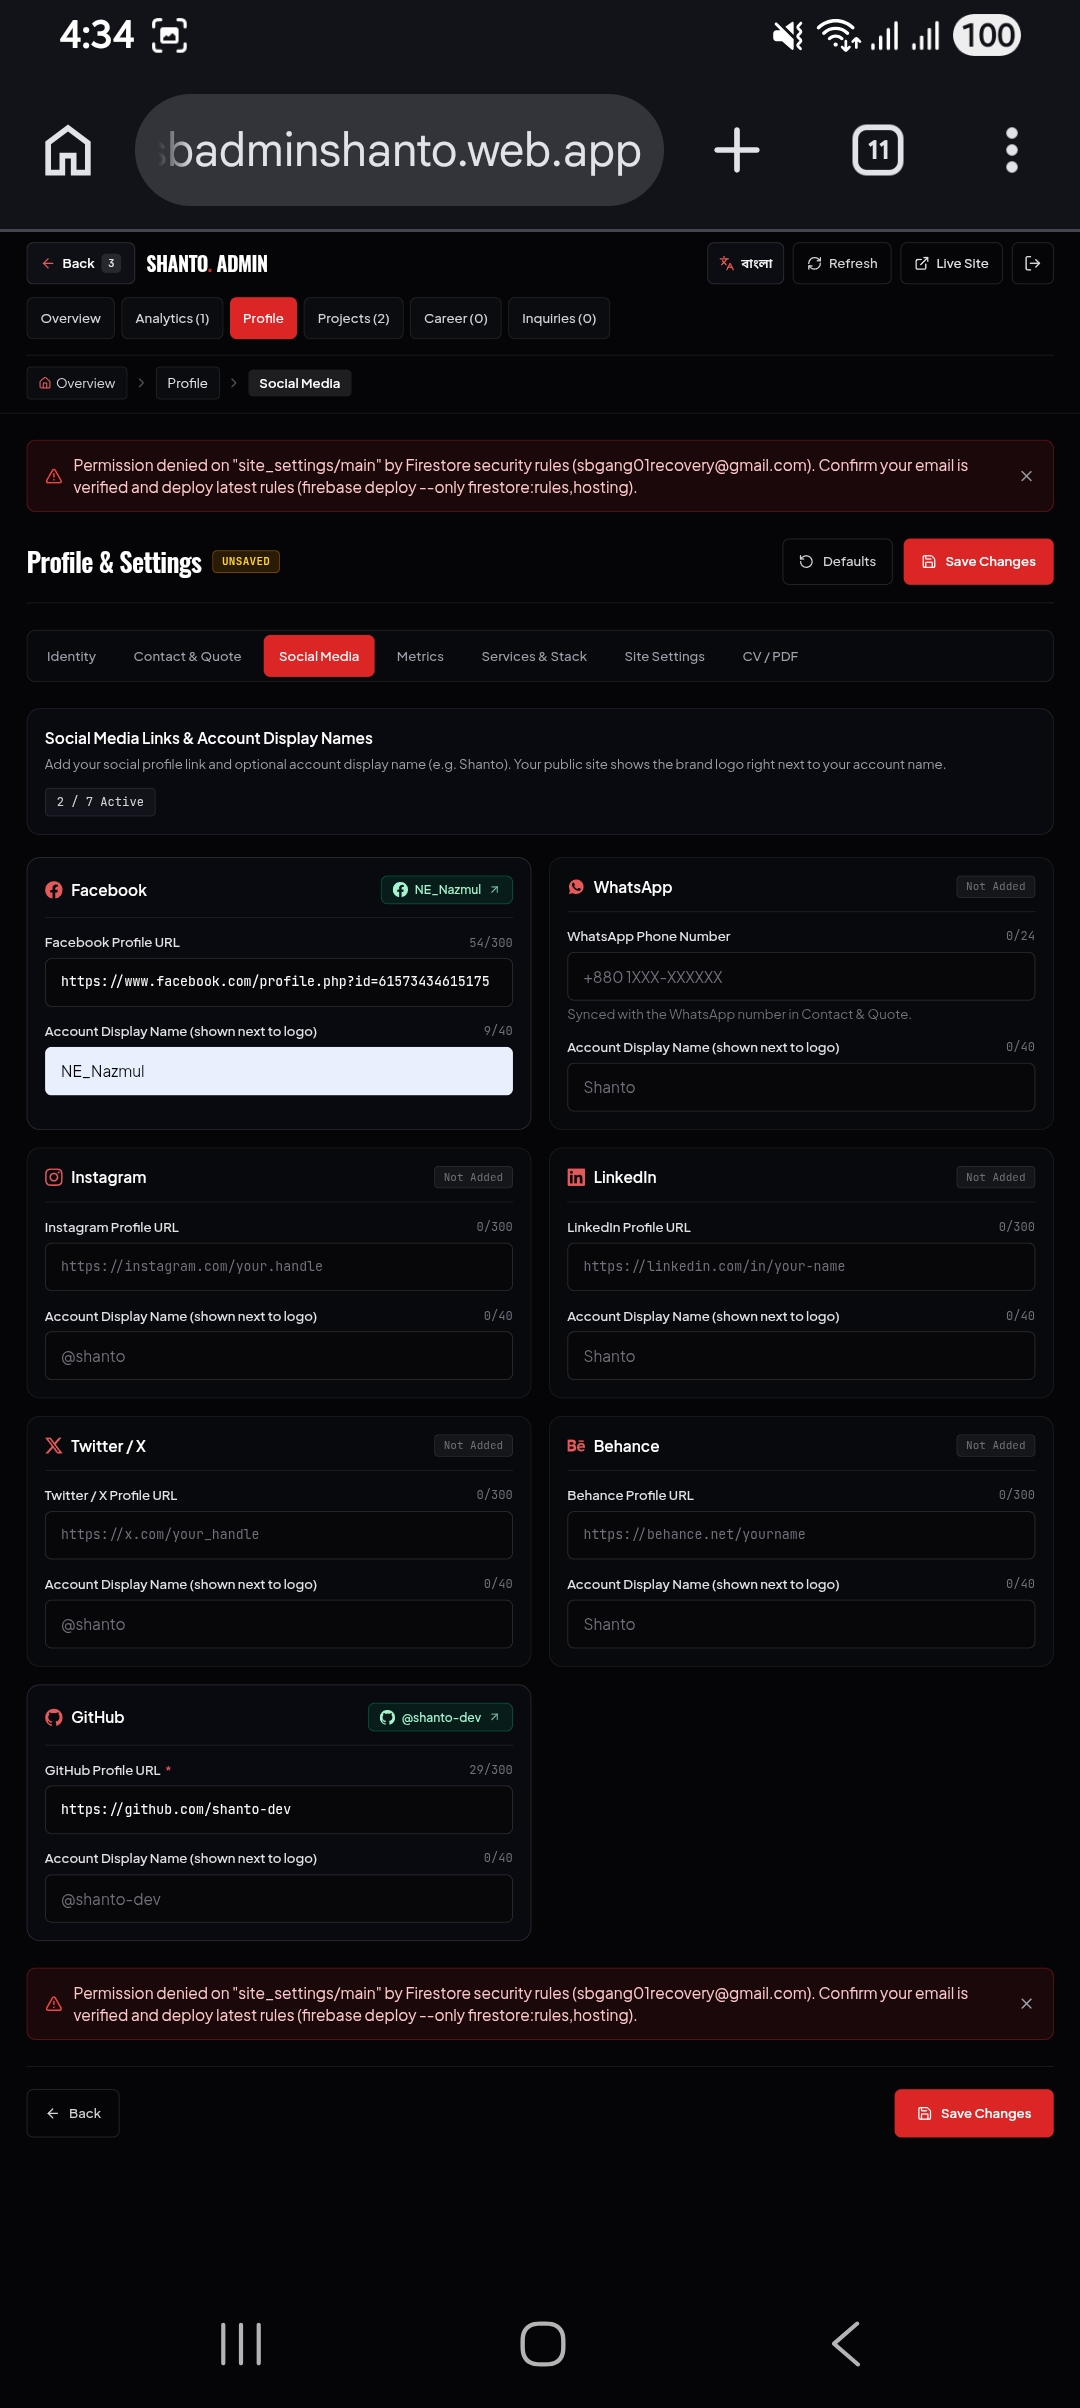 4:34
100
sbadminshanto.web.app
11
Back 3
SHANTO. ADMIN
বাংলা
Refresh
Live Site
Overview
Analytics (1)
Profile
Projects (2)
Career (0)
Inquiries (0)
Overview
Profile
Social Media
Permission denied on "site_settings/main" by Firestore security rules (sbgang01recovery@gmail.com). Confirm your email is
verified and deploy latest rules (firebase deploy --only firestore:rules,hosting).
Profile & Settings
UNSAVED
Defaults
Save Changes
Identity
Contact & Quote
Social Media
Metrics
Services & Stack
Site Settings
CV / PDF
Social Media Links & Account Display Names
Add your social profile link and optional account display name (e.g. Shanto). Your public site shows the brand logo right next to your account name.
2 / 7 Active
Facebook
NE_Nazmul
Facebook Profile URL
54/300
https://www.facebook.com/profile.php?id=61573434615175
Account Display Name (shown next to logo)
9/40
NE_Nazmul
WhatsApp
Not Added
WhatsApp Phone Number
0/24
+880 1XXX-XXXXXX
Synced with the WhatsApp number in Contact & Quote.
Account Display Name (shown next to logo)
0/40
Shanto
Instagram
Not Added
Instagram Profile URL
0/300
https://instagram.com/your.handle
Account Display Name (shown next to logo)
0/40
@shanto
LinkedIn
Not Added
LinkedIn Profile URL
0/300
https://linkedin.com/in/your-name
Account Display Name (shown next to logo)
0/40
Shanto
Twitter / X
Not Added
Twitter / X Profile URL
0/300
https://x.com/your_handle
Account Display Name (shown next to logo)
0/40
@shanto
Behance
Not Added
Behance Profile URL
0/300
https://behance.net/yourname
Account Display Name (shown next to logo)
0/40
Shanto
GitHub
@shanto-dev
GitHub Profile URL *
29/300
https://github.com/shanto-dev
Account Display Name (shown next to logo)
0/40
@shanto-dev
Permission denied on "site_settings/main" by Firestore security rules (sbgang01recovery@gmail.com). Confirm your email is
verified and deploy latest rules (firebase deploy --only firestore:rules,hosting).
Back
Save Changes